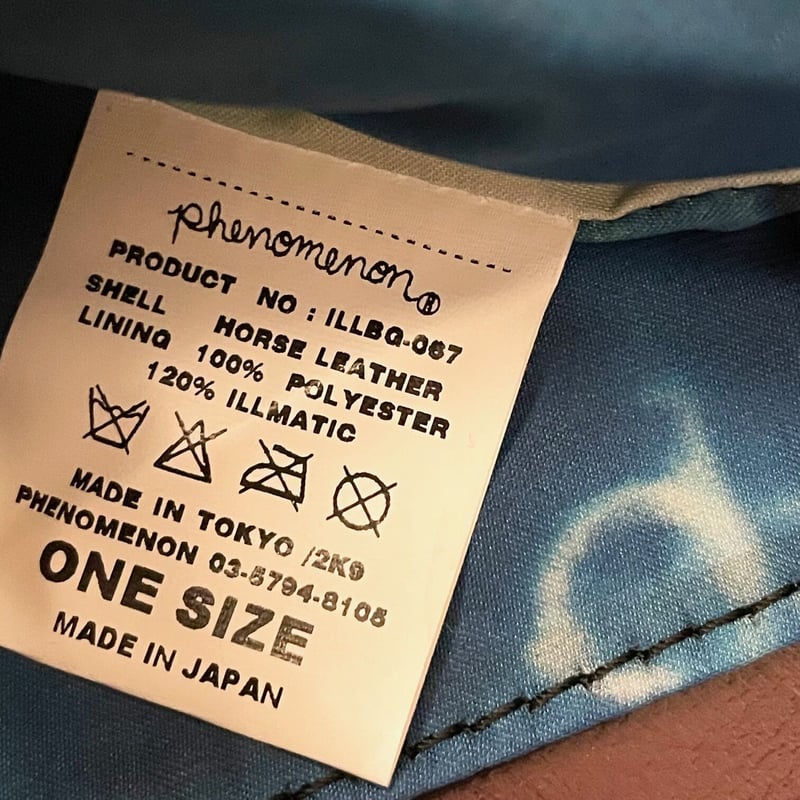 phenomenon®
PRODUCT NO : ILLBG-067
SHELL HORSE LEATHER
LINING 100% POLYESTER
120% ILLMATIC
MADE IN TOKYO /2K9
PHENOMENON 03-5794-8105
ONE SIZE
MADE IN JAPAN